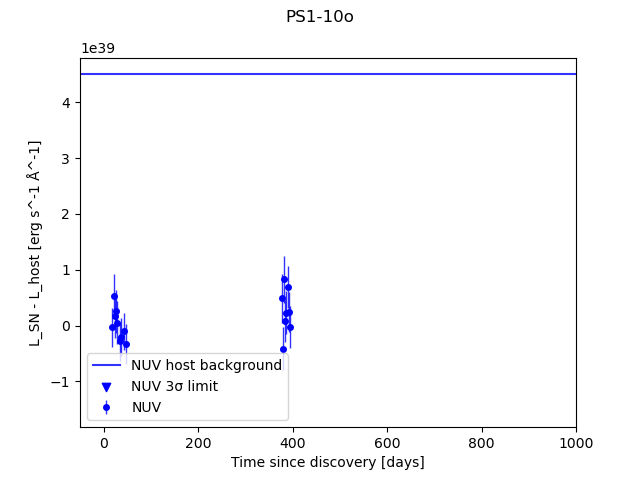 PS1-10o
1e39
4
3
2
1
0
−1
L_SN - L_host [erg s^-1 Å^-1]
NUV host background
NUV 3σ limit
NUV
0 200 400 600 800 1000
Time since discovery [days]